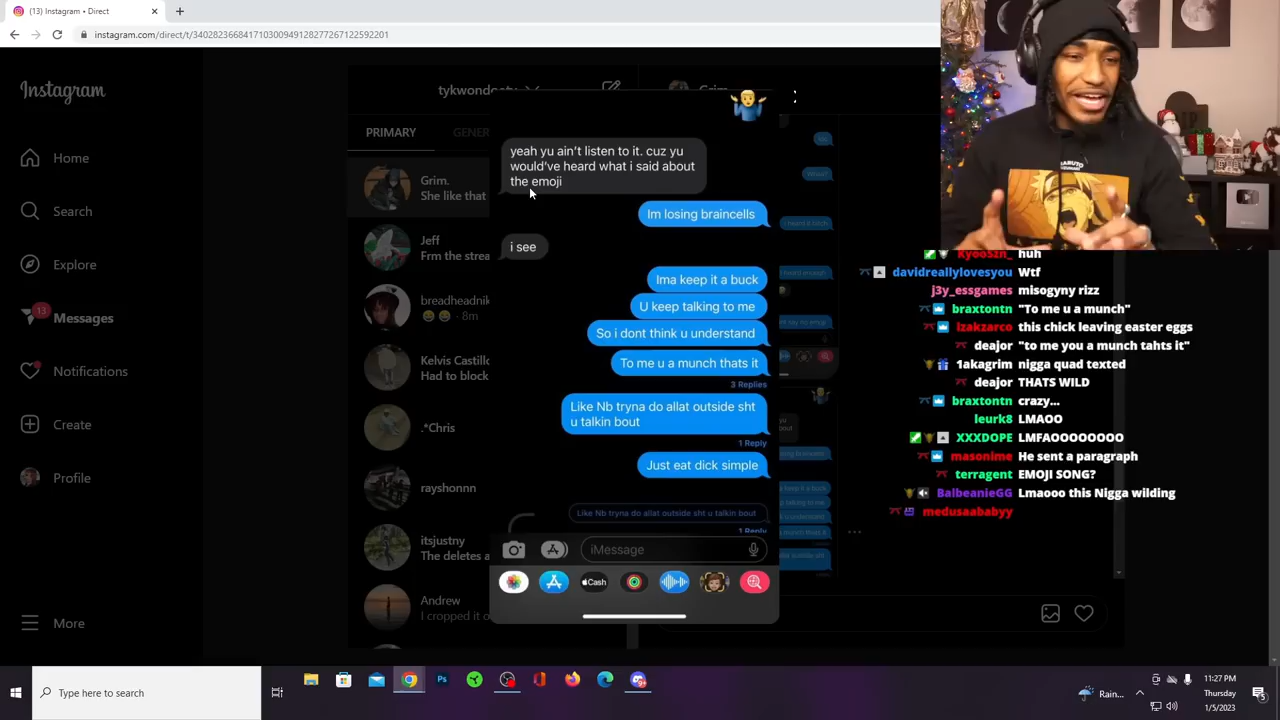 (13) Instagram • Direct
instagram.com/direct/t/340282366841710300949128277267122592201
Instagram
Home
Search
Explore
13
Messages
Notifications
Create
Profile
More
PRIMARY
Grim.
She like that
Jeff
Frm the strea
breadheadnik
8m
Kelvis Castillo
Had to block
.*Chris
rayshonnn
itsjustny
The deletes a
Andrew
I cropped it o
yeah yu ain't listen to it. cuz yu
would've heard what i said about
the emoji
Im losing braincells
i see
Ima keep it a buck
U keep talking to me
So i dont think u understand
To me u a munch thats it
3 Replies
Like Nb tryna do allat outside sht
u talkin bout
1 Reply
Just eat dick simple
Like Nb tryna do allat outside sht u talkin bout
1 Reply
iMessage
Cash
KyooSzn_ huh
davidreallylovesyou Wtf
j3y_essgames misogyny rizz
braxtontn "To me u a munch"
izakzarco this chick leaving easter eggs
deajor "to me you a munch tahts it"
1akagrim nigga quad texted
deajor THATS WILD
braxtontn crazy...
leurk8 LMAOO
XXXDOPE LMFAOOOOOOOO
masonime He sent a paragraph
terragent EMOJI SONG?
BalbeanieGG Lmaooo this Nigga wilding
medusaababyy
NARUTO
Type here to search
Ps
Rain...
11:27 PM
Thursday
1/5/2023
5